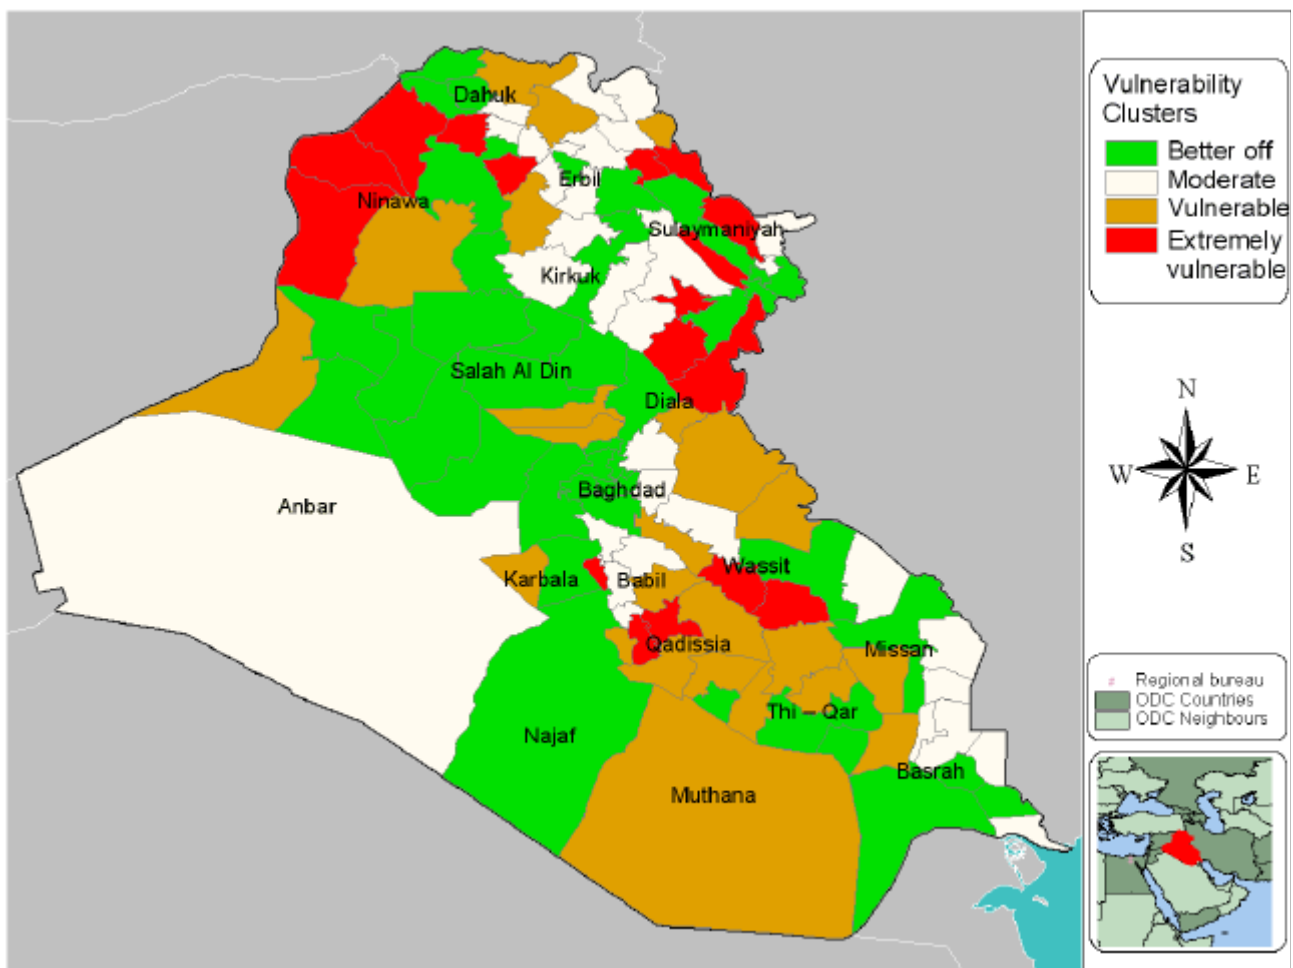 Dahuk
Ninawa
Erbil
Sulaymaniyah
Kirkuk
Salah Al Din
Diala
Anbar
Baghdad
Karbala
Babil
Wassit
Qadissia
Missan
Najaf
Thi – Qar
Muthana
Basrah
Vulnerability
Clusters
Better off
Moderate
Vulnerable
Extremely
vulnerable
N
W E
S
Regional bureau
ODC Countries
ODC Neighbours